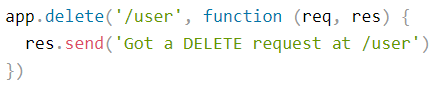 app.delete('/user', function (req, res) {
  res.send('Got a DELETE request at /user')
})